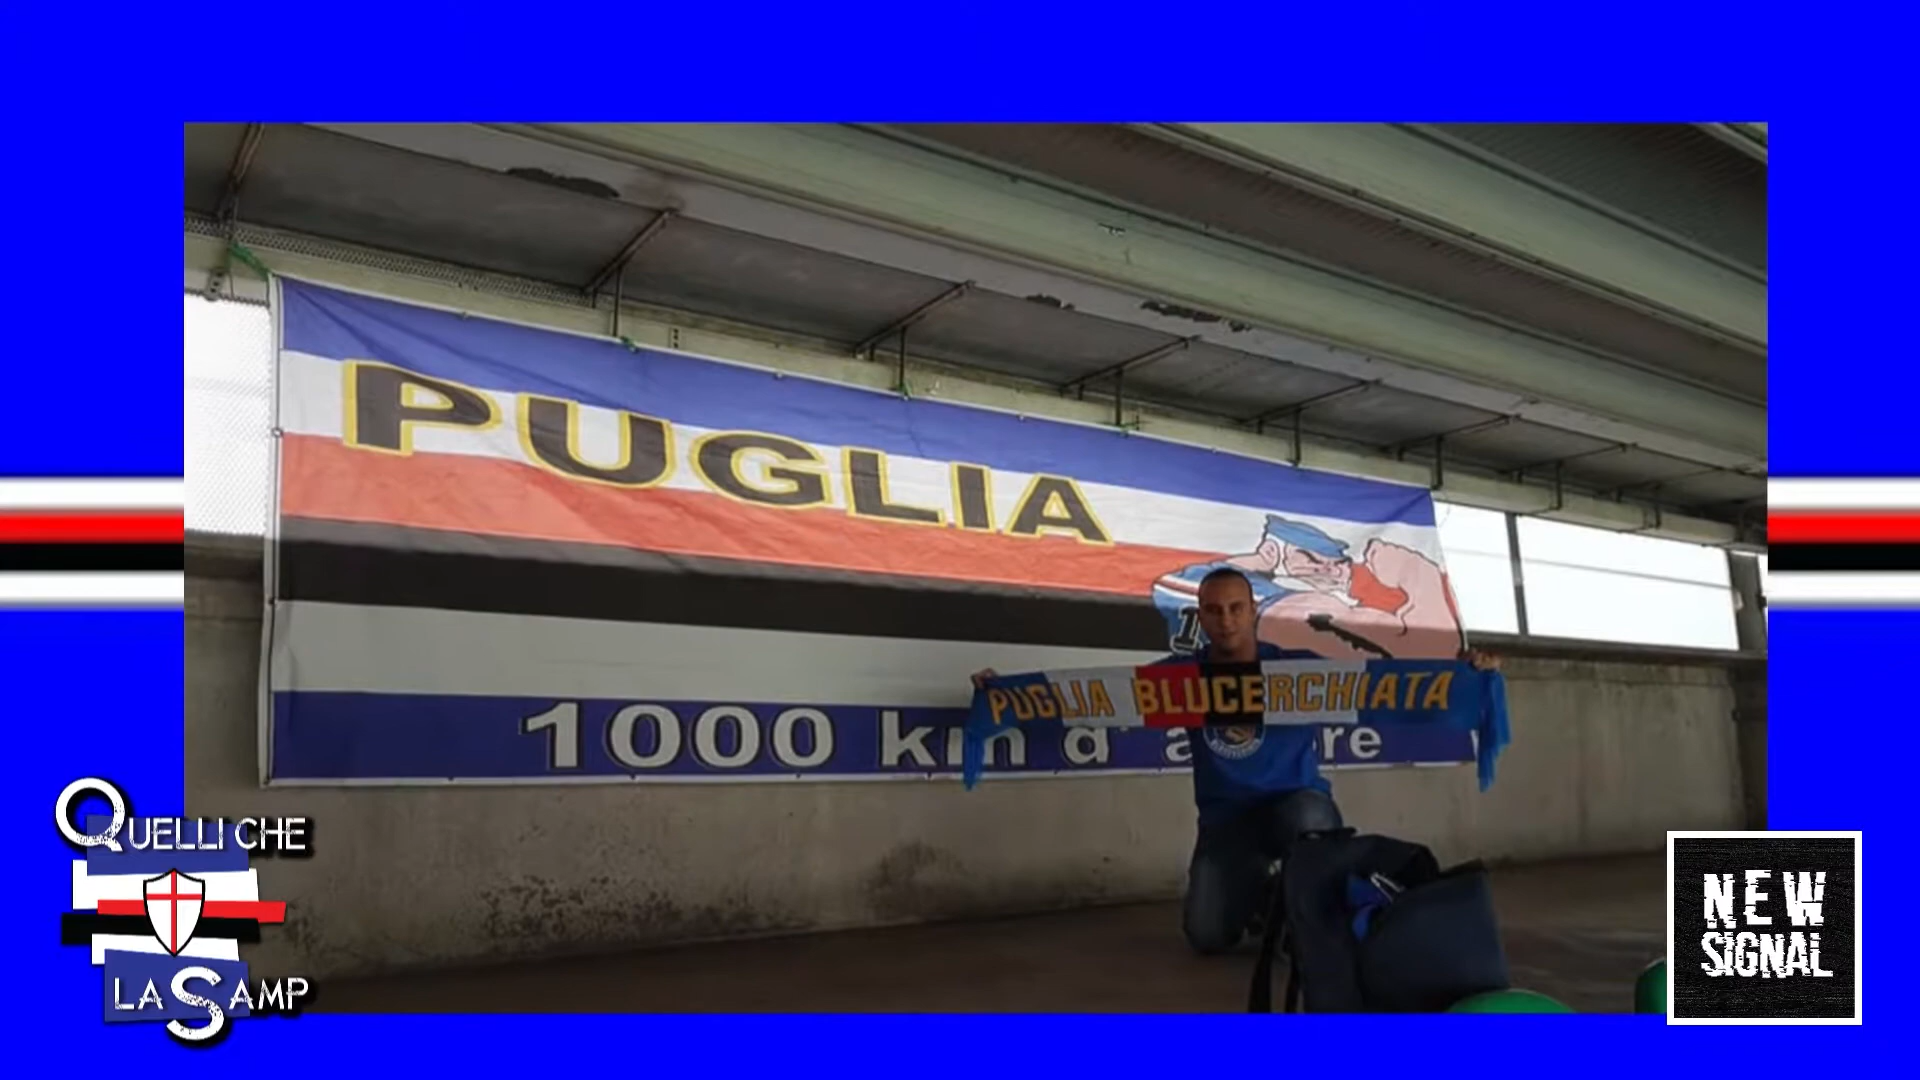 PUGLIA
PUGLIA BLUCERCHIATA
1000 km d'
QUELLI CHE
LA SAMP
NEW
SIGNAL